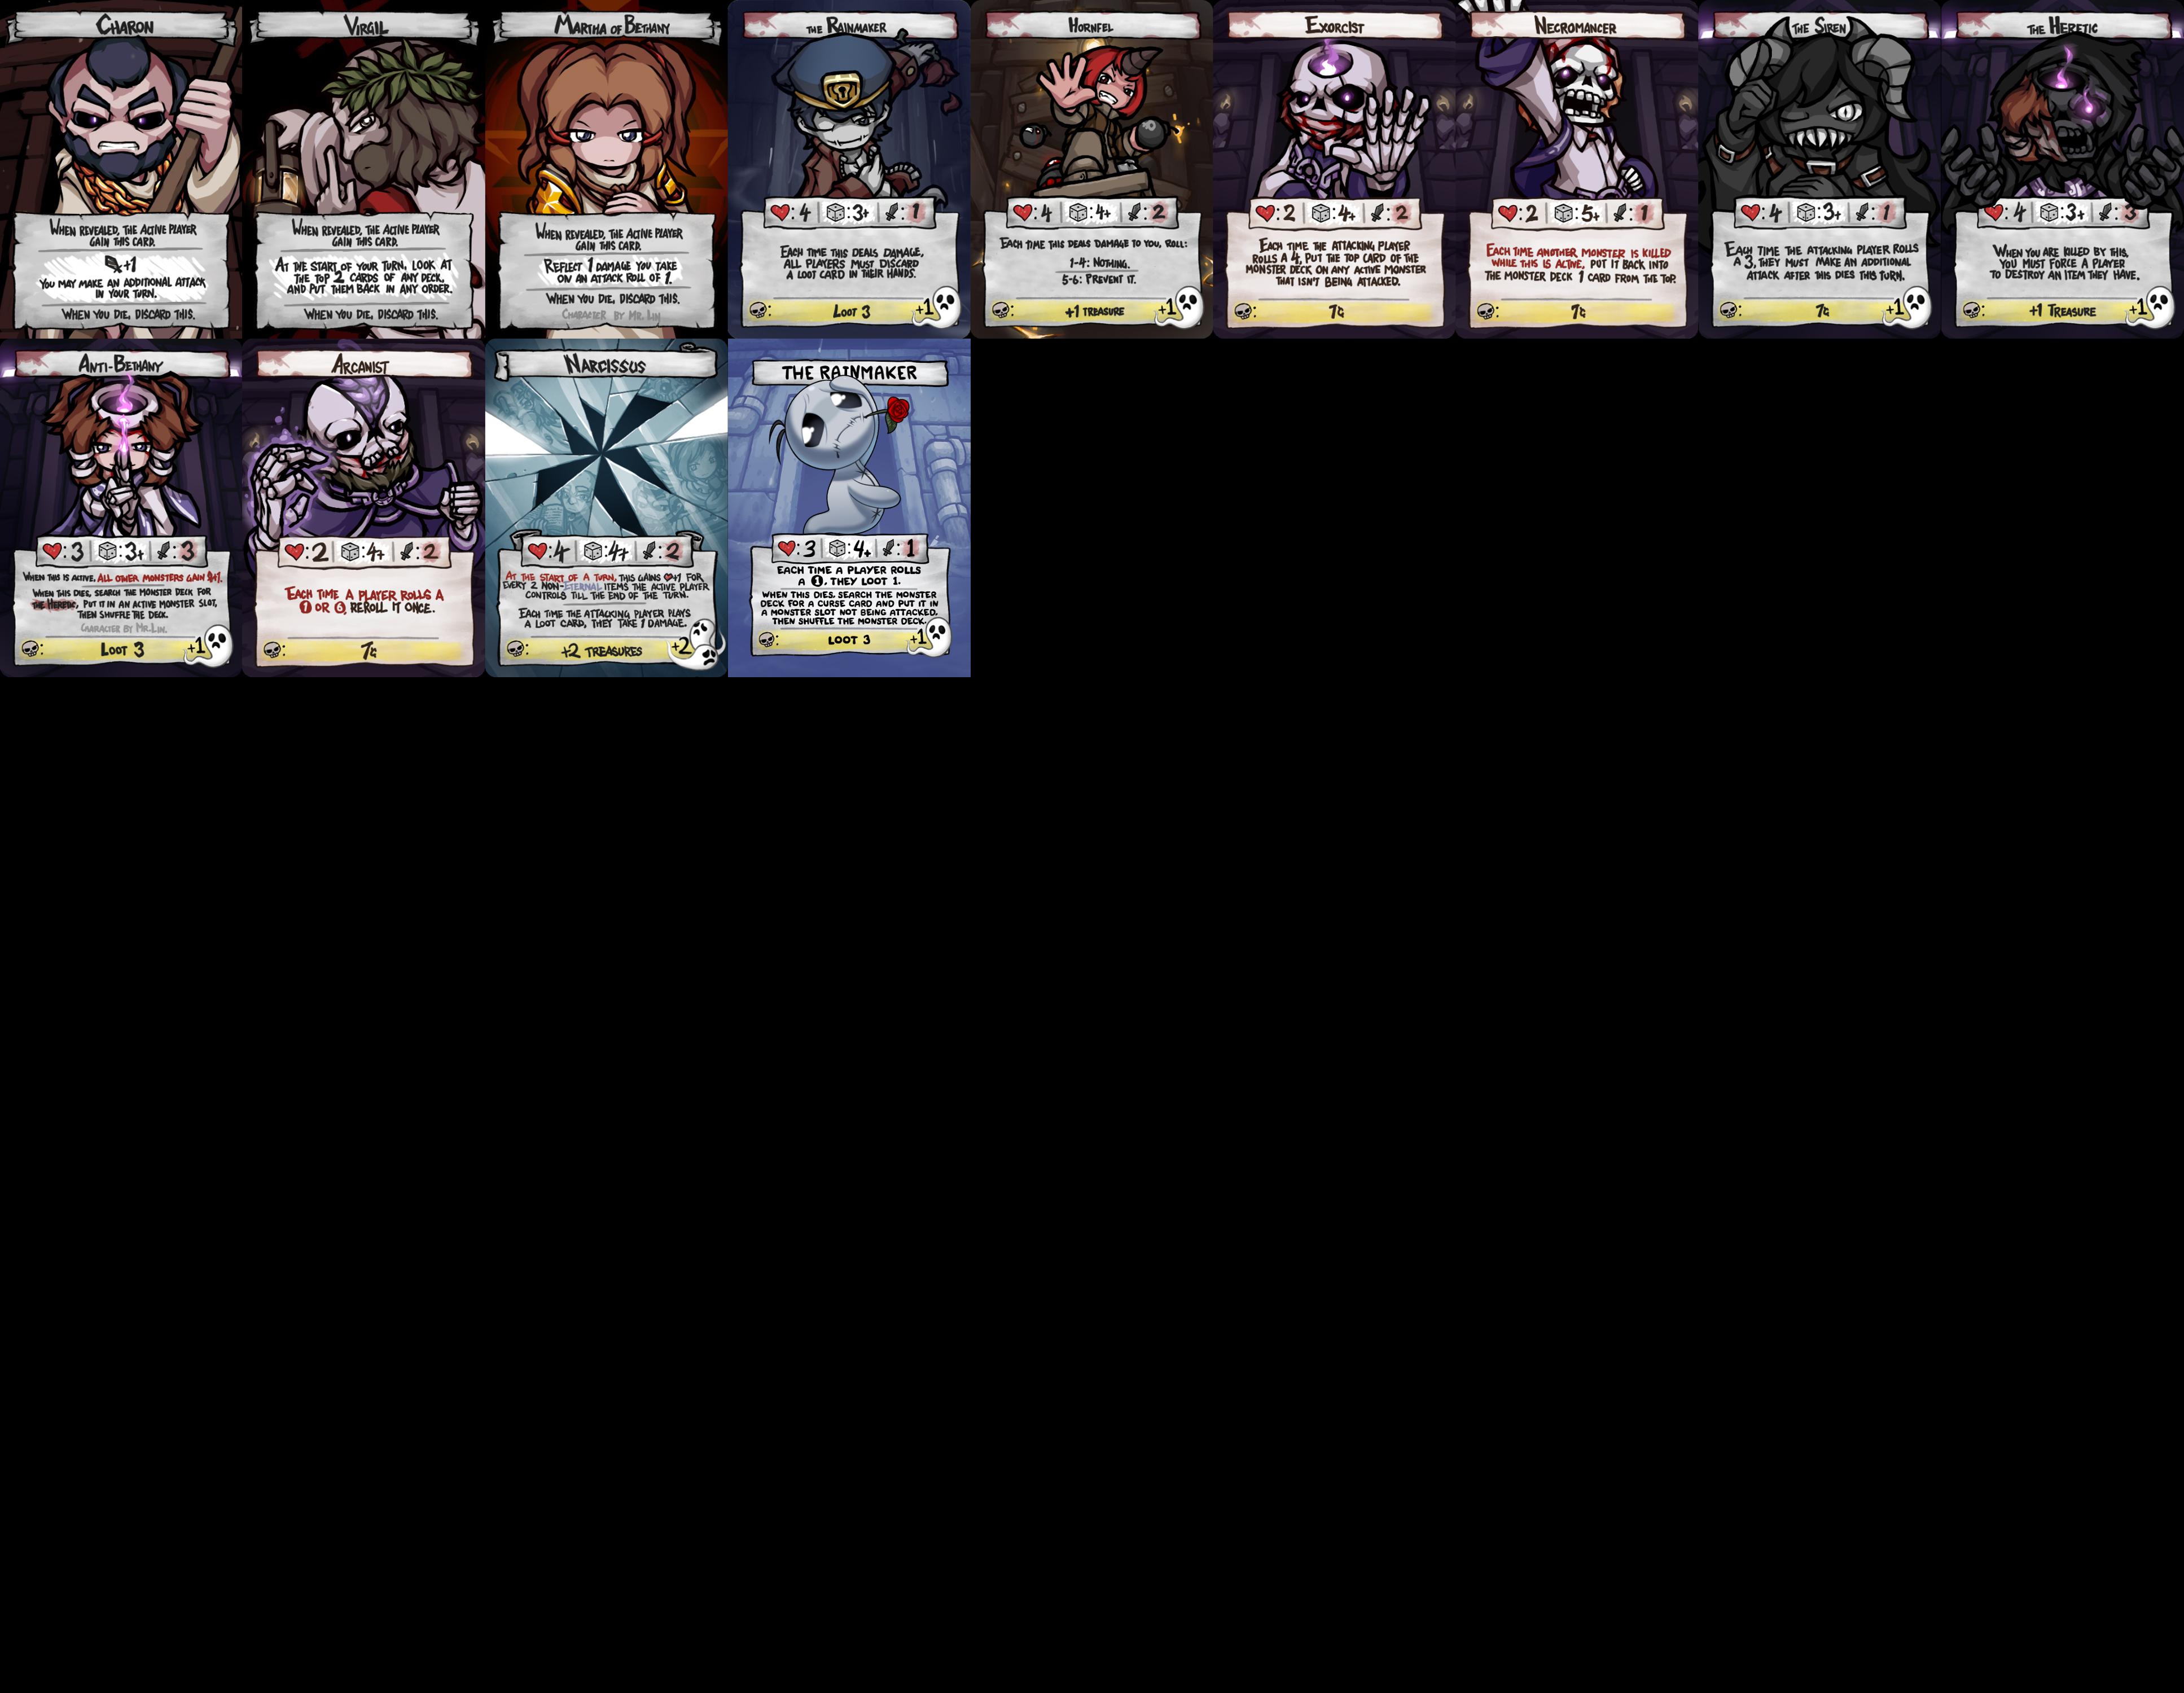 CHARON
WHEN REVEALED, THE ACTIVE PLAYER
GAIN THIS CARD.
+1
YOU MAY MAKE AN ADDITIONAL ATTACK
IN YOUR TURN.
WHEN YOU DIE, DISCARD THIS.
VIRGIL
WHEN REVEALED, THE ACTIVE PLAYER
GAIN THIS CARD.
AT THE START OF YOUR TURN, LOOK AT
THE TOP 2 CARDS OF ANY DECK,
AND PUT THEM BACK IN ANY ORDER.
WHEN YOU DIE, DISCARD THIS.
MARTHA OF BETHANY
WHEN REVEALED, THE ACTIVE PLAYER
GAIN THIS CARD.
REFLECT 1 DAMAGE YOU TAKE
ON AN ATTACK ROLL OF 1.
WHEN YOU DIE, DISCARD THIS.
CHARACTER BY MR. LIN
THE RAINMAKER
:4 :3+ :1
EACH TIME THIS DEALS DAMAGE,
ALL PLAYERS MUST DISCARD
A LOOT CARD IN THEIR HANDS.
: LOOT 3 +1
HORNFEL
:4 :4+ :2
EACH TIME THIS DEALS DAMAGE TO YOU, ROLL:
1-4: NOTHING.
5-6: PREVENT IT.
: +1 TREASURE +1
EXORCIST
:2 :4+ :2
EACH TIME THE ATTACKING PLAYER
ROLLS A 4, PUT THE TOP CARD OF THE
MONSTER DECK ON ANY ACTIVE MONSTER
THAT ISN'T BEING ATTACKED.
: 7¢
NECROMANCER
:2 :5+ :1
EACH TIME ANOTHER MONSTER IS KILLED
WHILE THIS IS ACTIVE, PUT IT BACK INTO
THE MONSTER DECK 1 CARD FROM THE TOP.
: 7¢
THE SIREN
:4 :3+ :1
EACH TIME THE ATTACKING PLAYER ROLLS
A 3, THEY MUST MAKE AN ADDITIONAL
ATTACK AFTER THIS DIES THIS TURN.
: 7¢ +1
THE HERETIC
:4 :3+ :3
WHEN YOU ARE KILLED BY THIS,
YOU MUST FORCE A PLAYER
TO DESTROY AN ITEM THEY HAVE.
: +1 TREASURE +1
ANTI-BETHANY
:3 :3+ :3
WHEN THIS IS ACTIVE, ALL OTHER MONSTERS GAIN +1.
WHEN THIS DIES, SEARCH THE MONSTER DECK FOR
THE HERETIC, PUT IT IN AN ACTIVE MONSTER SLOT,
THEN SHUFFLE THE DECK.
CHARACTER BY MR.LIN.
: LOOT 3 +1
ARCANIST
:2 :4+ :2
EACH TIME A PLAYER ROLLS A
1 OR 6, REROLL IT ONCE.
: 7¢
NARCISSUS
:4 :4+ :2
AT THE START OF A TURN, THIS GAINS +1 FOR
EVERY 2 NON-ETERNAL ITEMS THE ACTIVE PLAYER
CONTROLS TILL THE END OF THE TURN.
EACH TIME THE ATTACKING PLAYER PLAYS
A LOOT CARD, THEY TAKE 1 DAMAGE.
: +2 TREASURES +2
THE RAINMAKER
:3 :4+ :1
EACH TIME A PLAYER ROLLS
A 1, THEY LOOT 1.
WHEN THIS DIES, SEARCH THE MONSTER
DECK FOR A CURSE CARD AND PUT IT IN
A MONSTER SLOT NOT BEING ATTACKED.
THEN SHUFFLE THE MONSTER DECK.
: LOOT 3 +1